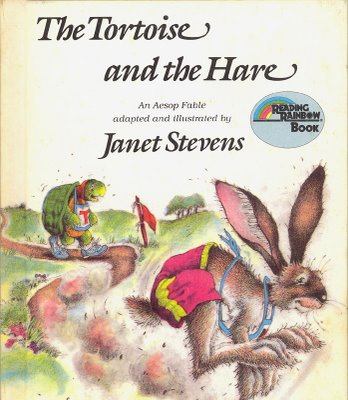 The Tortoise
and the Hare
An Aesop Fable
adapted and illustrated by
Janet Stevens
READING
RAINBOW
BOOK
T